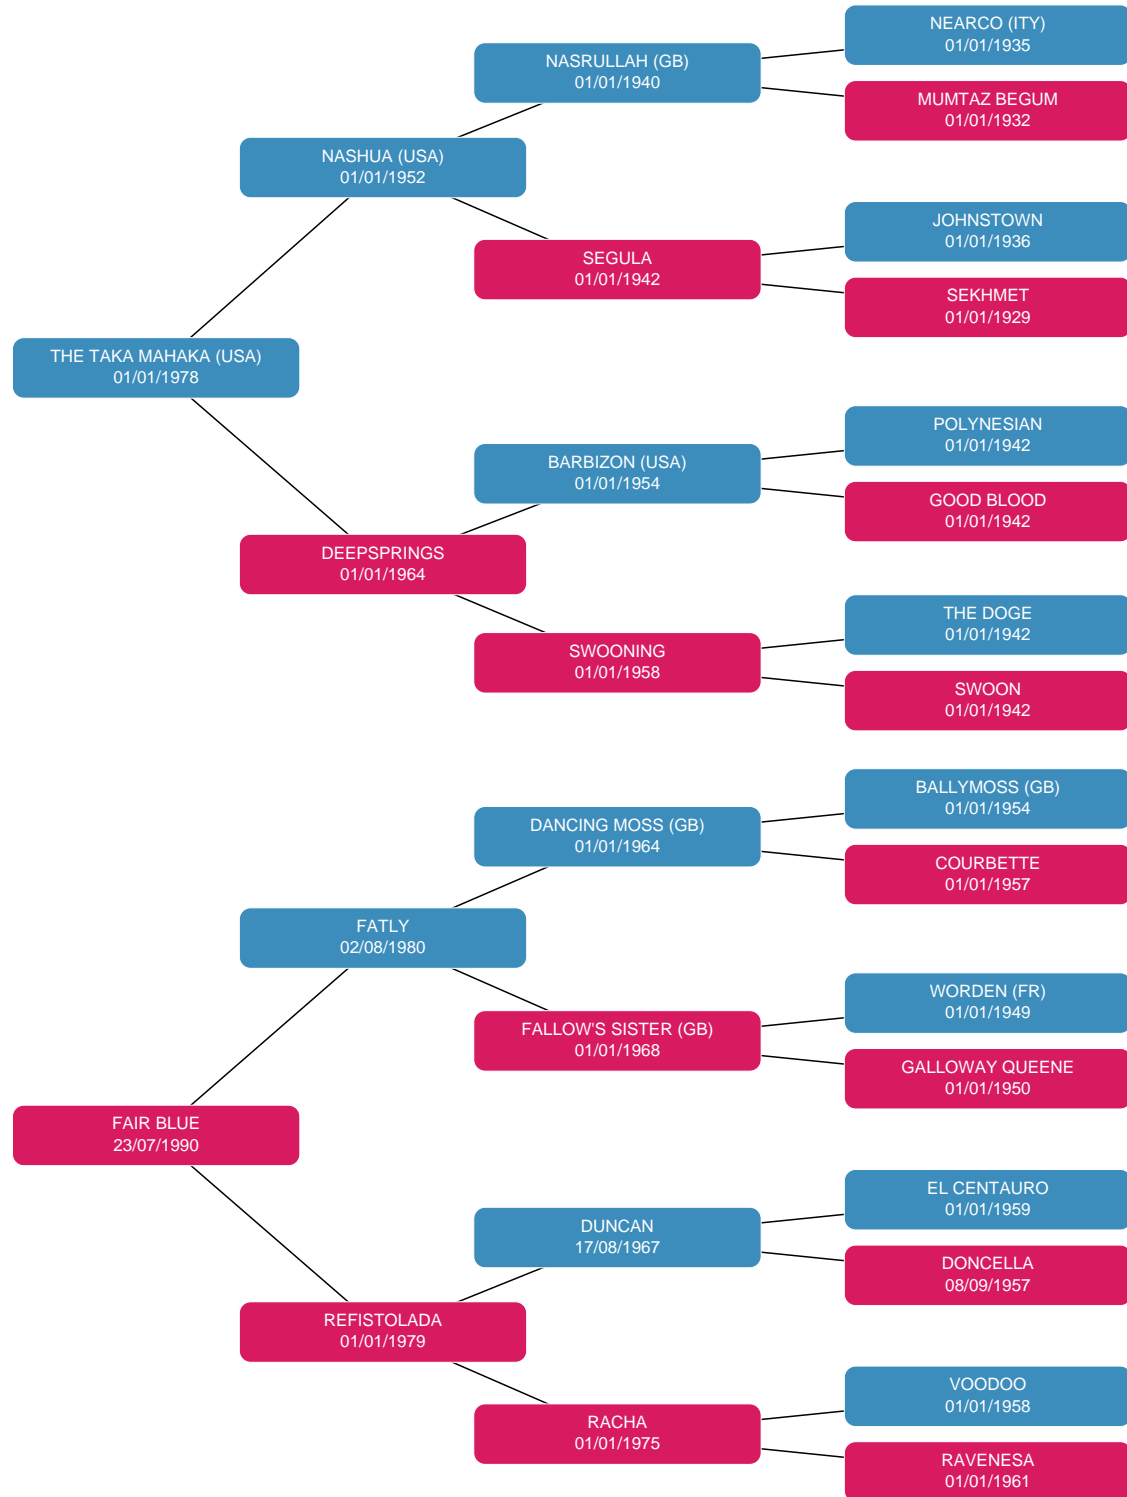 NEARCO (ITY)
01/01/1935
NASRULLAH (GB)
01/01/1940
MUMTAZ BEGUM
01/01/1932
NASHUA (USA)
01/01/1952
JOHNSTOWN
01/01/1936
SEGULA
01/01/1942
SEKHMET
01/01/1929
THE TAKA MAHAKA (USA)
01/01/1978
POLYNESIAN
01/01/1942
BARBIZON (USA)
01/01/1954
GOOD BLOOD
01/01/1942
DEEPSPRINGS
01/01/1964
THE DOGE
01/01/1942
SWOONING
01/01/1958
SWOON
01/01/1942
BALLYMOSS (GB)
01/01/1954
DANCING MOSS (GB)
01/01/1964
COURBETTE
01/01/1957
FATLY
02/08/1980
WORDEN (FR)
01/01/1949
FALLOW'S SISTER (GB)
01/01/1968
GALLOWAY QUEENE
01/01/1950
FAIR BLUE
23/07/1990
EL CENTAURO
01/01/1959
DUNCAN
17/08/1967
DONCELLA
08/09/1957
REFISTOLADA
01/01/1979
VOODOO
01/01/1958
RACHA
01/01/1975
RAVENESA
01/01/1961